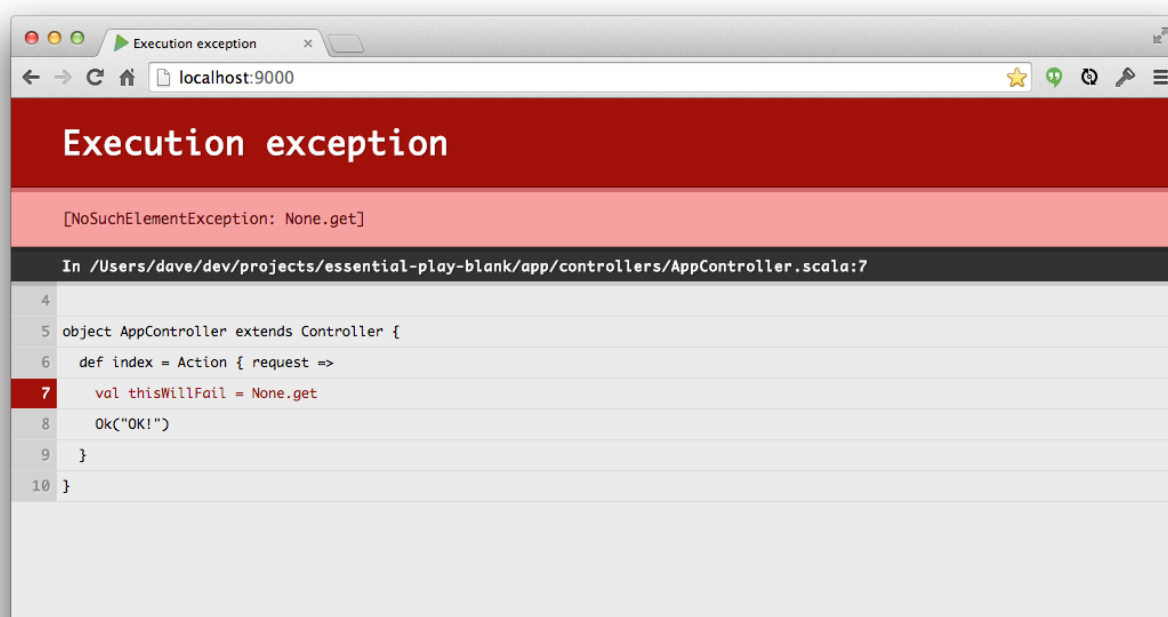 Execution exception
localhost:9000
Execution exception
[NoSuchElementException: None.get]
In /Users/dave/dev/projects/essential-play-blank/app/controllers/AppController.scala:7
4
5 object AppController extends Controller {
6   def index = Action { request =>
7     val thisWillFail = None.get
8     Ok("OK!")
9   }
10 }